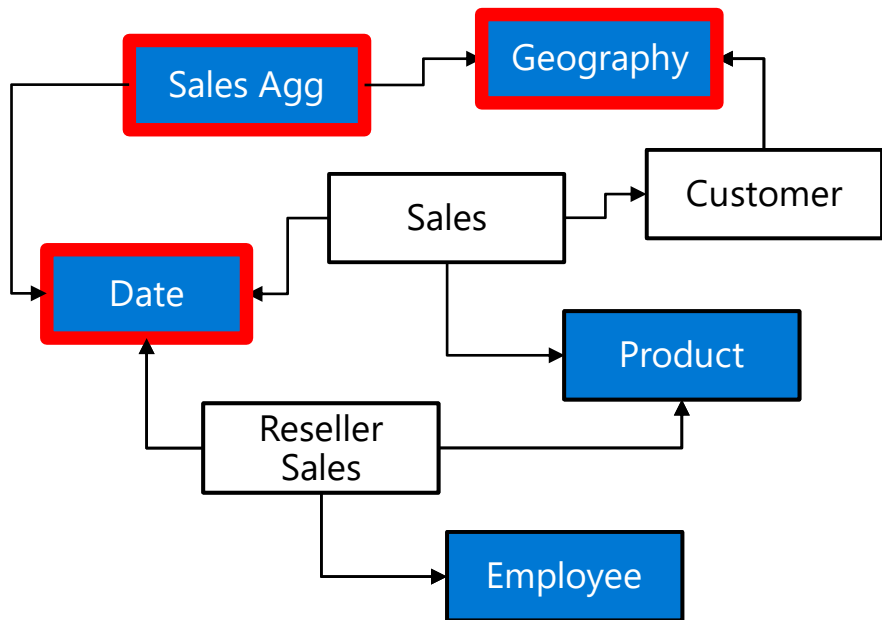 Sales Agg
Geography
Customer
Sales
Date
Product
Reseller
Sales
Employee